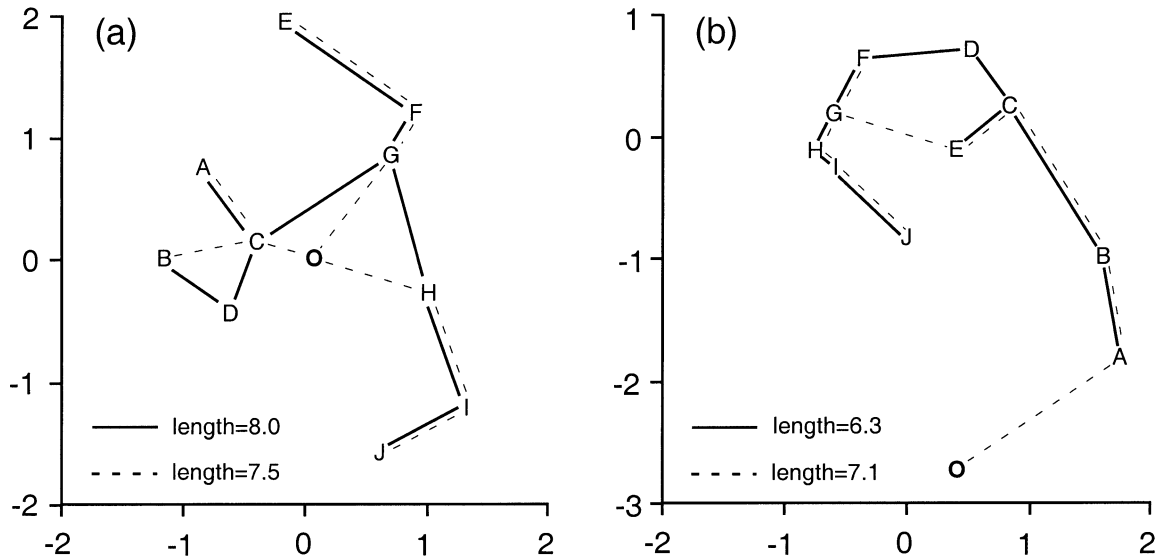 (a)
2
1
0
-1
-2
E
F
G
A
C
B
O
D
H
I
J
length=8.0
length=7.5
-2 -1 0 1 2
(b)
1
0
-1
-2
-3
F D
G C
H E
I
J
B
A
O
length=6.3
length=7.1
-2 -1 0 1 2